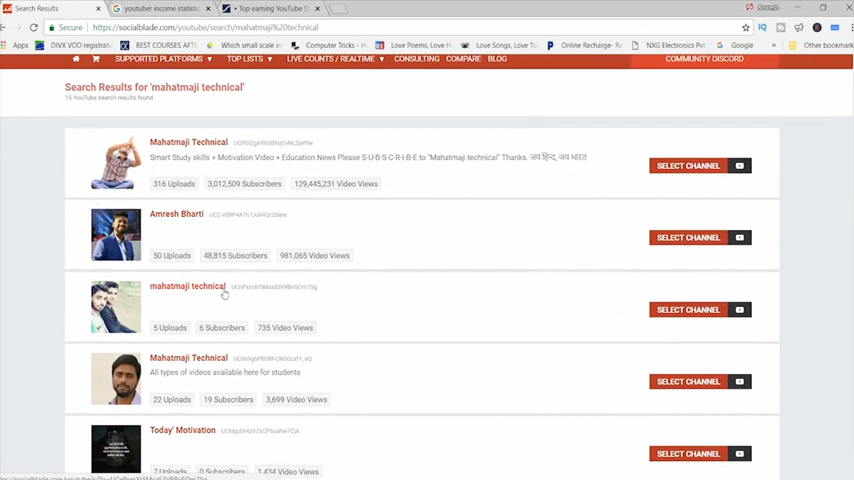 Search Results
youtuber income statistic
Top earning YouTube S
Amresh
Secure
https://socialblade.com/youtube/search/mahatmaji%20technical
Apps
DIVX VOD registratio
BEST COURSES AFTE
Which small scale m
Computer Tricks - H
Love Poems, Love H
Love Songs, Love To
Online Recharge- Re
NXG Electronics Pvt
Google
Other bookmark
SUPPORTED PLATFORMS
TOP LISTS
LIVE COUNTS / REALTIME
CONSULTING
COMPARE
BLOG
COMMUNITY DISCORD
Search Results for 'mahatmaji technical'
15 YouTube search results found
Mahatmaji Technical
Smart Study skills + Motivation Video + Education News Please S-U-B-S-C-R-I-B-E to "Mahatmaji technical" Thanks. जय हिन्द, जय भारत
316 Uploads
3,012,509 Subscribers
129,445,231 Video Views
SELECT CHANNEL
Amresh Bharti
50 Uploads
48,815 Subscribers
981,065 Video Views
SELECT CHANNEL
mahatmaji technical
5 Uploads
6 Subscribers
735 Video Views
SELECT CHANNEL
Mahatmaji Technical
All types of videos available here for students
22 Uploads
19 Subscribers
3,699 Video Views
SELECT CHANNEL
Today' Motivation
7 Uploads
0 Subscribers
1,434 Video Views
SELECT CHANNEL